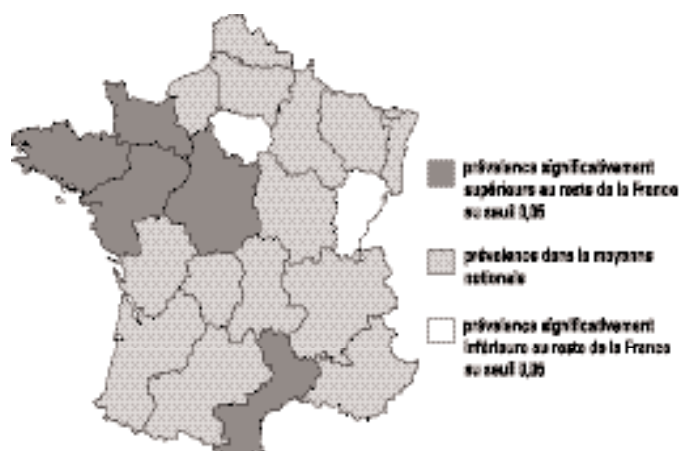 prévalence significativement
supérieure au reste de la France
au seuil 0,05
prévalence dans la moyenne
nationale
prévalence significativement
inférieure au reste de la France
au seuil 0,05